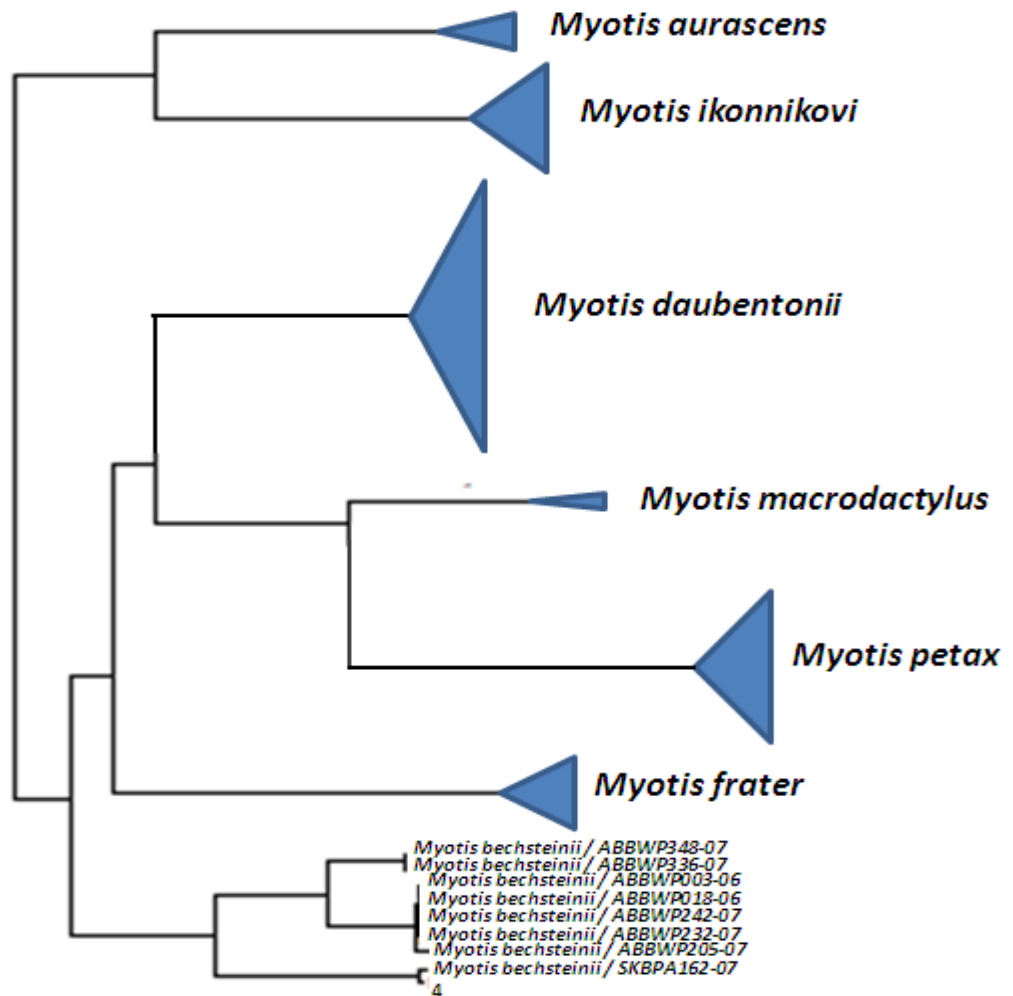 Myotis aurascens
Myotis ikonnikovi
Myotis daubentonii
Myotis macrodactylus
Myotis petax
Myotis frater
Myotis bechsteinii / ABBWP348-07
Myotis bechsteinii / ABBWP336-07
Myotis bechsteinii / ABBWP003-06
Myotis bechsteinii / ABBWP018-06
Myotis bechsteinii / ABBWP242-07
Myotis bechsteinii / ABBWP232-07
Myotis bechsteinii / ABBWP205-07
Myotis bechsteinii / SKBPA162-07
4